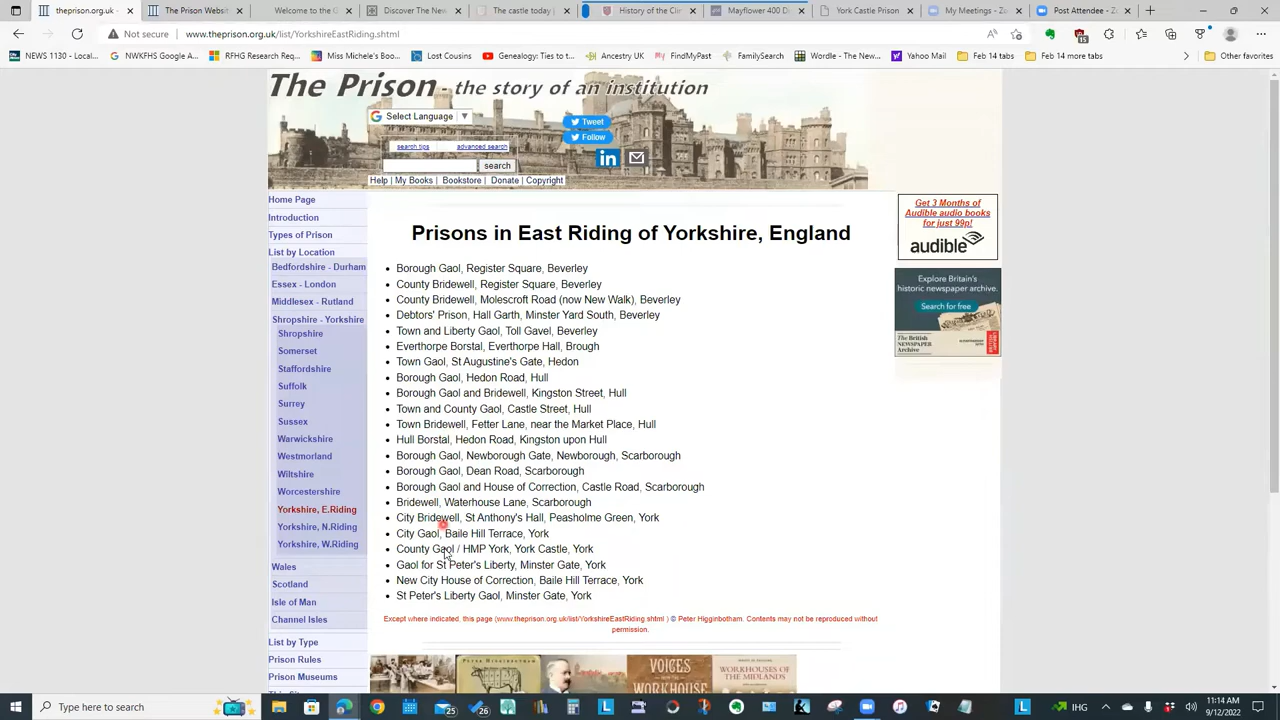 theprison.org.uk - List
The Prison Website:
The castle today - Goo
Mayflower 400
York Castle Prison
Zoom
Post Attendee - Zo
Not secure
www.theprison.org.uk/list/YorkshireEastRiding.shtml
15
NEWS 1130 - Local...
NWKFHS Google A...
RFHG Research Req...
MailOnline Obits
Lost Cousins
Genealogy: Ties to t...
Ancestry UK
FindMyPast
FamilySearch
Wordle - The New...
Yahoo Mail
Feb 14 tabs
Feb 14 more tabs
Other favorites
The Prison - the story of an institution
Select Language
Tweet
Follow
search tips
advanced search
in
search
Help | My Books | Bookstore | Donate | Copyright
Home Page
Introduction
Types of Prison
List by Location
Bedfordshire - Durham
Essex - London
Middlesex - Rutland
Shropshire - Yorkshire
Shropshire
Somerset
Staffordshire
Suffolk
Surrey
Sussex
Warwickshire
Westmorland
Wiltshire
Worcestershire
Yorkshire, E.Riding
Yorkshire, N.Riding
Yorkshire, W.Riding
Wales
Scotland
Isle of Man
Channel Isles
List by Type
Prison Rules
Prison Museums
Prisons in East Riding of Yorkshire, England
Borough Gaol, Register Square, Beverley
County Bridewell, Register Square, Beverley
County Bridewell, Molescroft Road (now New Walk), Beverley
Debtors' Prison, Hall Garth, Minster Yard South, Beverley
Town and Liberty Gaol, Toll Gavel, Beverley
Everthorpe Borstal, Everthorpe Hall, Brough
Town Gaol, St Augustine's Gate, Hedon
Borough Gaol, Hedon Road, Hull
Borough Gaol and Bridewell, Kingston Street, Hull
Town and County Gaol, Castle Street, Hull
Town Bridewell, Fetter Lane, near the Market Place, Hull
Hull Borstal, Hedon Road, Kingston upon Hull
Borough Gaol, Newborough Gate, Newborough, Scarborough
Borough Gaol, Dean Road, Scarborough
Borough Gaol and House of Correction, Castle Road, Scarborough
Bridewell, Waterhouse Lane, Scarborough
City Bridewell, St Anthony's Hall, Peasholme Green, York
City Gaol, Baile Hill Terrace, York
County Gaol / HMP York, York Castle, York
Gaol for St Peter's Liberty, Minster Gate, York
New City House of Correction, Baile Hill Terrace, York
St Peter's Liberty Gaol, Minster Gate, York
Except where indicated, this page (www.theprison.org.uk/list/YorkshireEastRiding.shtml ) © Peter Higginbotham. Contents may not be reproduced without
permission.
Get 3 Months of
Audible audio books
for just 99p!
audible
Explore Britain's
historic newspaper archive.
Search for free
The British
Newspaper
Archive
PETER HIGGINBOTHAM
VOICES
FROM THE
WORKHOUSE
WORKHOUSES OF
THE MIDLANDS
Type here to search
25
26
IHG
11:14 AM
9/12/2022